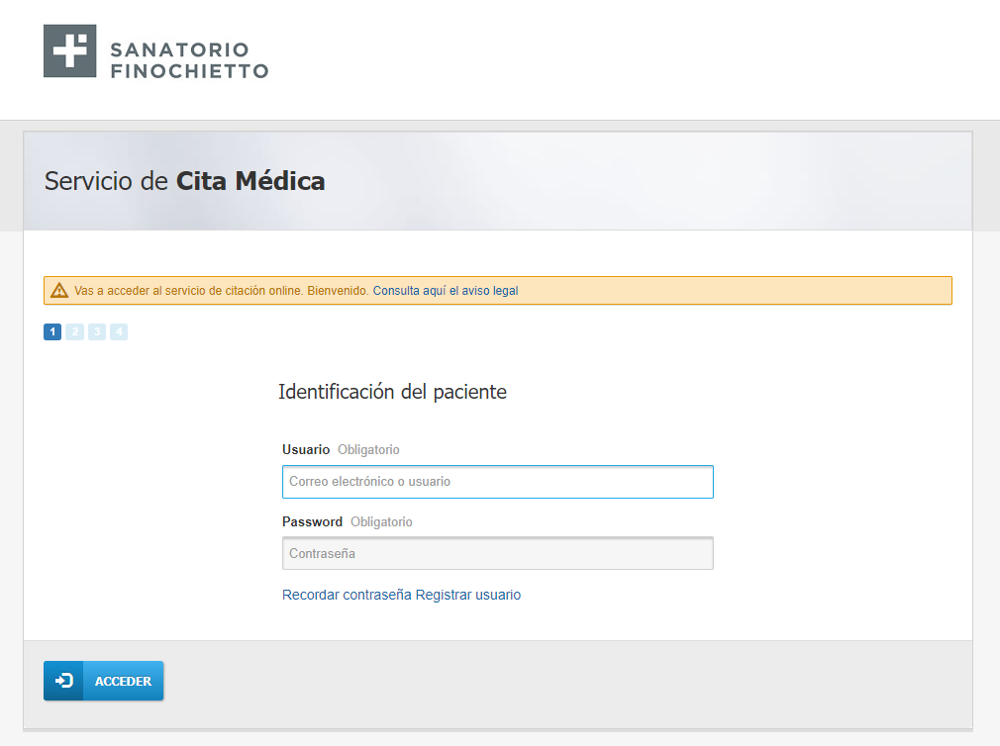 SANATORIO
FINOCHIETTO
Servicio de Cita Médica
Vas a acceder al servicio de citación online. Bienvenido. Consulta aquí el aviso legal
1 2 3 4
Identificación del paciente
Usuario Obligatorio
Correo electrónico o usuario
Password Obligatorio
Contraseña
Recordar contraseña Registrar usuario
ACCEDER